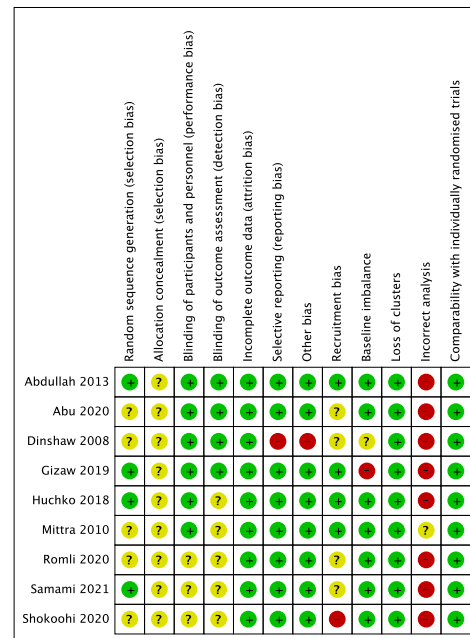 Random sequence generation (selection bias)
Allocation concealment (selection bias)
Blinding of participants and personnel (performance bias)
Blinding of outcome assessment (detection bias)
Incomplete outcome data (attrition bias)
Selective reporting (reporting bias)
Other bias
Recruitment bias
Baseline imbalance
Loss of clusters
Incorrect analysis
Comparability with individually randomised trials
Abdullah 2013 + ? + + + + + + + + - +
Abu 2020 ? ? + + + + + ? + + - +
Dinshaw 2008 ? ? + + + - - ? ? + - +
Gizaw 2019 + ? + + + + + + - + - +
Huchko 2018 + ? + ? + + + + + + - +
Mittra 2010 ? ? + ? + + + + + + ? +
Romli 2020 ? ? ? ? + + + ? + + - +
Samami 2021 + ? ? ? + + + ? + + - +
Shokoohi 2020 ? ? ? ? + + + - + + - +